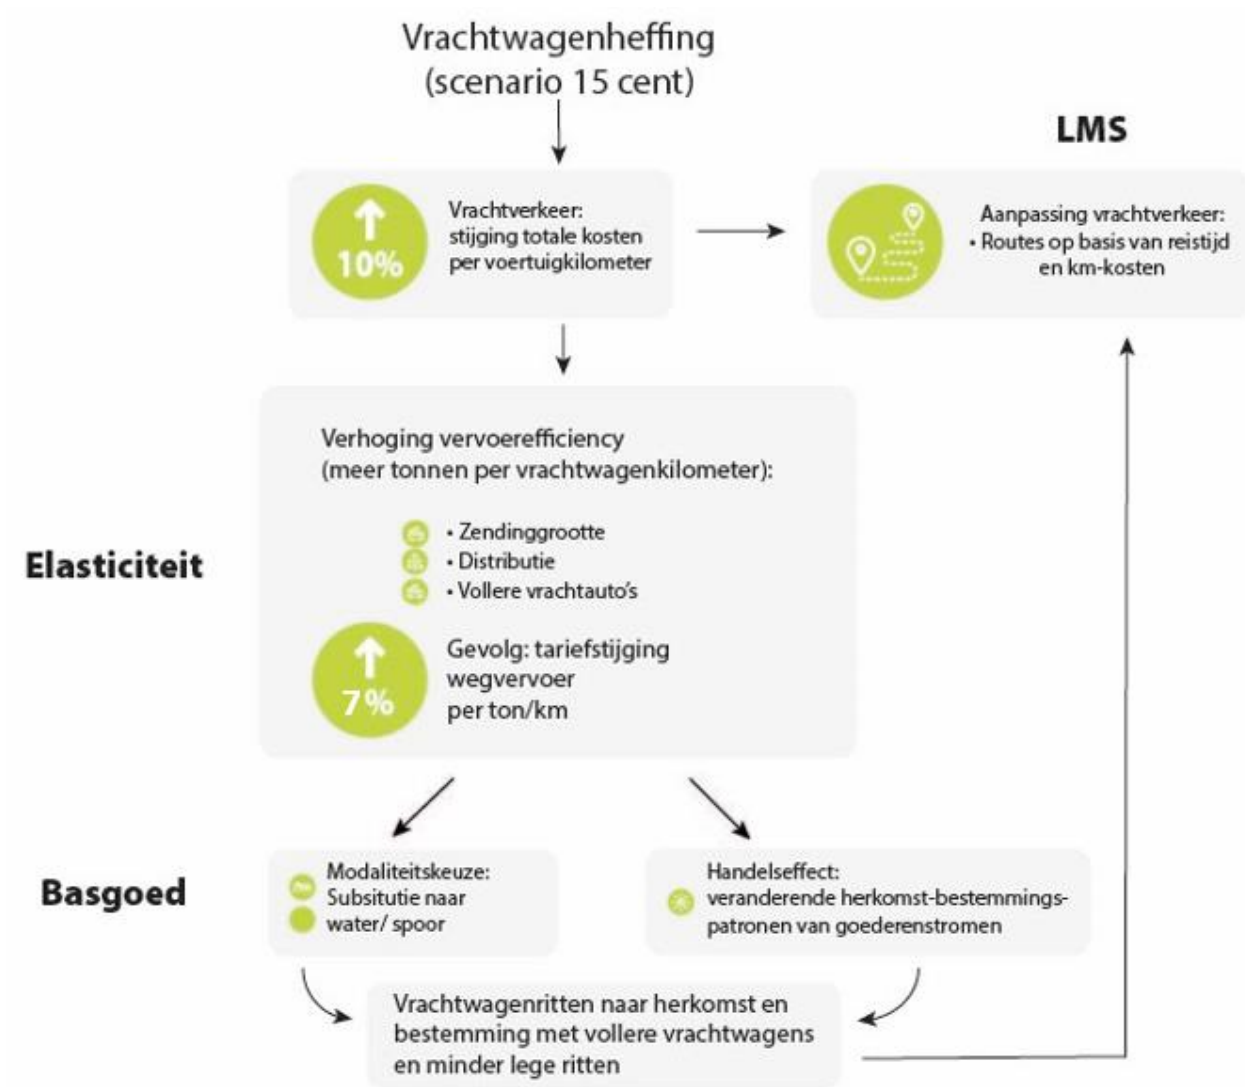 Vrachtwagenheffing
(scenario 15 cent)
LMS
10%
Vrachtverkeer:
stijging totale kosten
per voertuigkilometer
Aanpassing vrachtverkeer:
• Routes op basis van reistijd
en km-kosten
Elasticiteit
Verhoging vervoerefficiency
(meer tonnen per vrachtwagenkilometer):
• Zendinggrootte
• Distributie
• Vollere vrachtauto's
7%
Gevolg: tariefstijging
wegvervoer
per ton/km
Basgoed
Modaliteitskeuze:
Subsitutie naar
water/ spoor
Handelseffect:
veranderende herkomst-bestemmings-
patronen van goederenstromen
Vrachtwagenritten naar herkomst en
bestemming met vollere vrachtwagens
en minder lege ritten